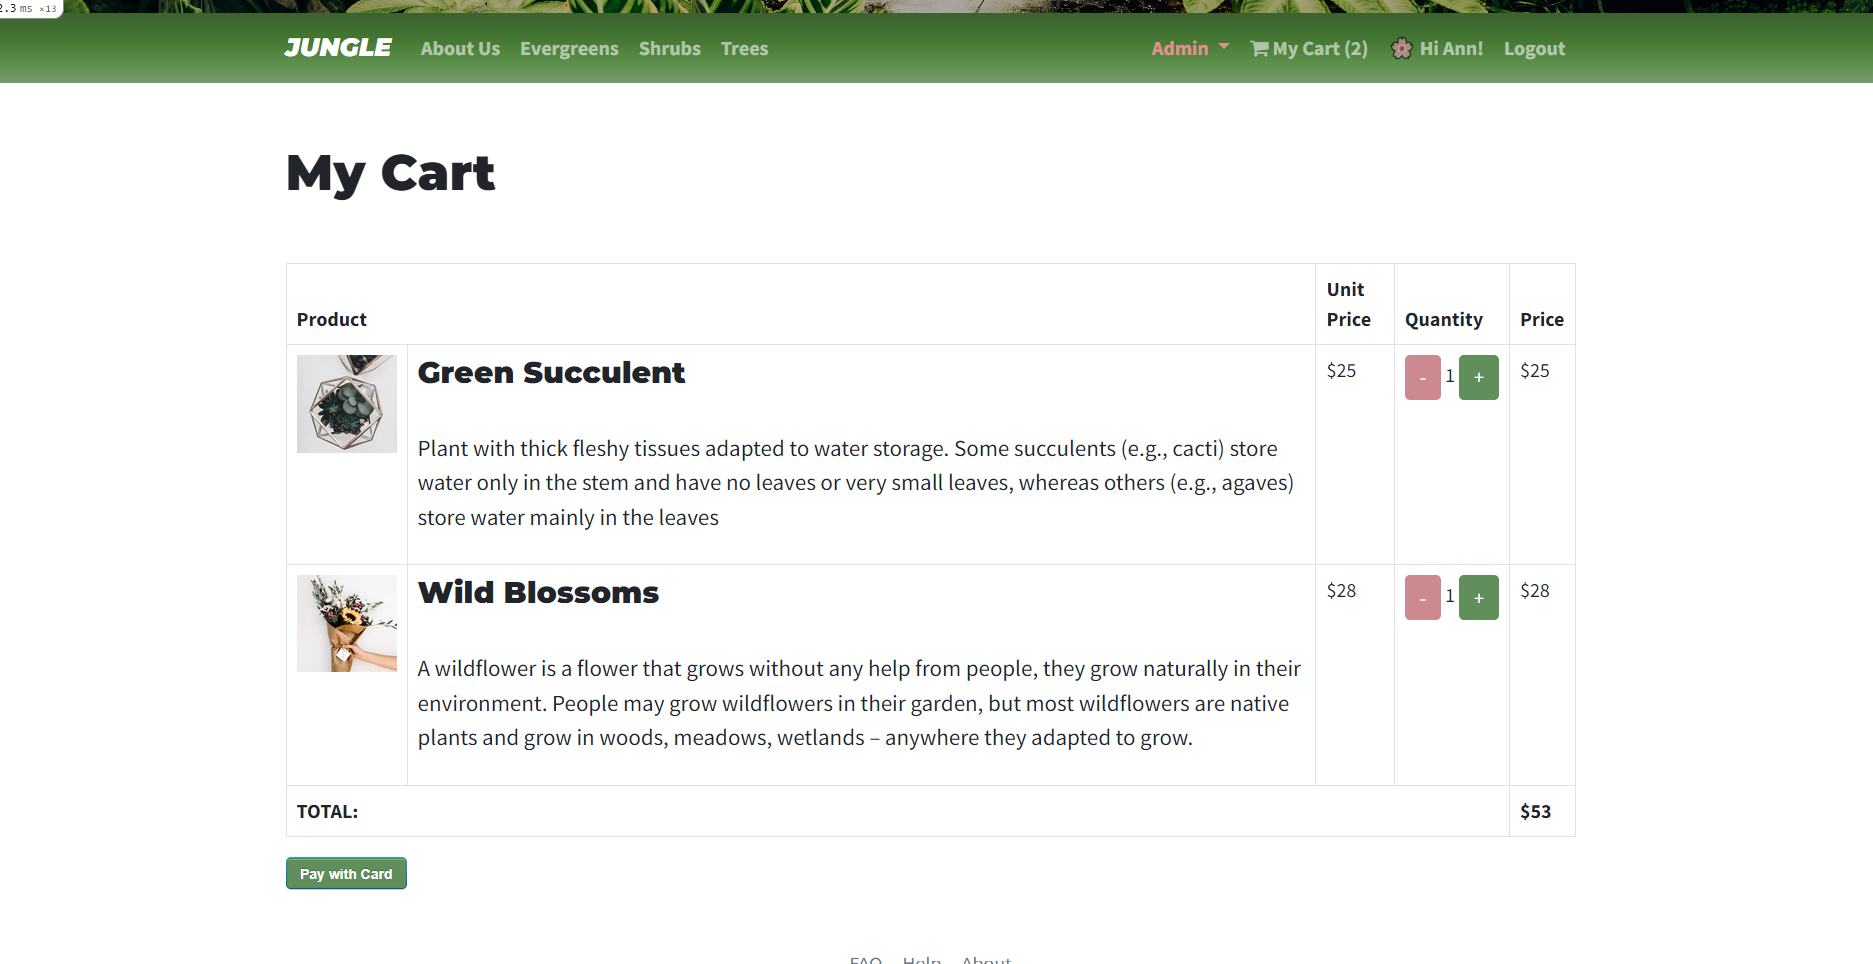 2.3 ms ×13
JUNGLE About Us Evergreens Shrubs Trees Admin My Cart (2) Hi Ann! Logout
My Cart
Product Unit Price Quantity Price
Green Succulent $25 - 1 + $25
Plant with thick fleshy tissues adapted to water storage. Some succulents (e.g., cacti) store
water only in the stem and have no leaves or very small leaves, whereas others (e.g., agaves)
store water mainly in the leaves
Wild Blossoms $28 - 1 + $28
A wildflower is a flower that grows without any help from people, they grow naturally in their
environment. People may grow wildflowers in their garden, but most wildflowers are native
plants and grow in woods, meadows, wetlands – anywhere they adapted to grow.
TOTAL: $53
Pay with Card
FAQ Help About